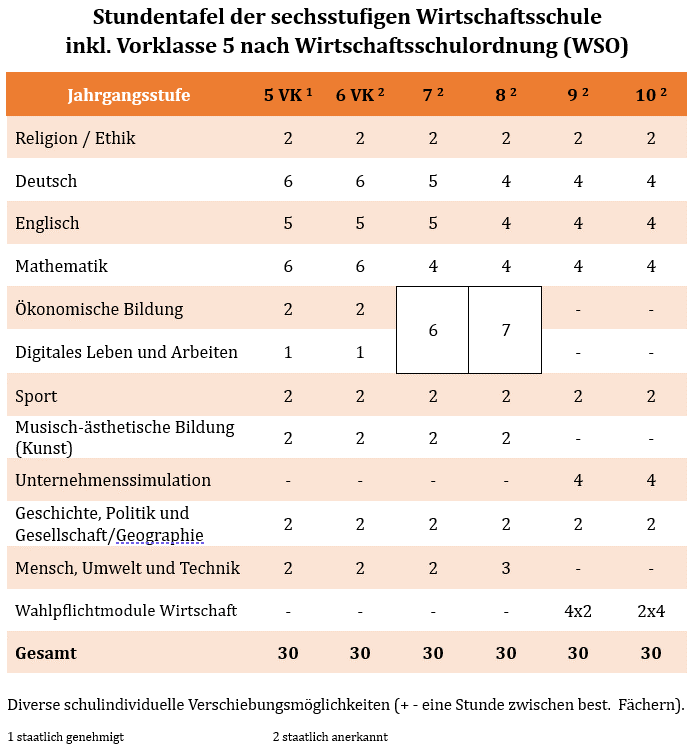 Stundentafel der sechsstufigen Wirtschaftsschule
inkl. Vorklasse 5 nach Wirtschaftsschulordnung (WSO)
Jahrgangsstufe 5 VK ¹ 6 VK ² 7 ² 8 ² 9 ² 10 ²
Religion / Ethik 2 2 2 2 2 2
Deutsch 6 6 5 4 4 4
Englisch 5 5 5 4 4 4
Mathematik 6 6 4 4 4 4
Ökonomische Bildung 2 2 - -
6 7
Digitales Leben und Arbeiten 1 1 - -
Sport 2 2 2 2 2 2
Musisch-ästhetische Bildung
(Kunst) 2 2 2 2 - -
Unternehmenssimulation - - - - 4 4
Geschichte, Politik und
Gesellschaft/Geographie 2 2 2 2 2 2
Mensch, Umwelt und Technik 2 2 2 3 - -
Wahlpflichtmodule Wirtschaft - - - - 4x2 2x4
Gesamt 30 30 30 30 30 30
Diverse schulindividuelle Verschiebungsmöglichkeiten (+ - eine Stunde zwischen best. Fächern).
1 staatlich genehmigt 2 staatlich anerkannt